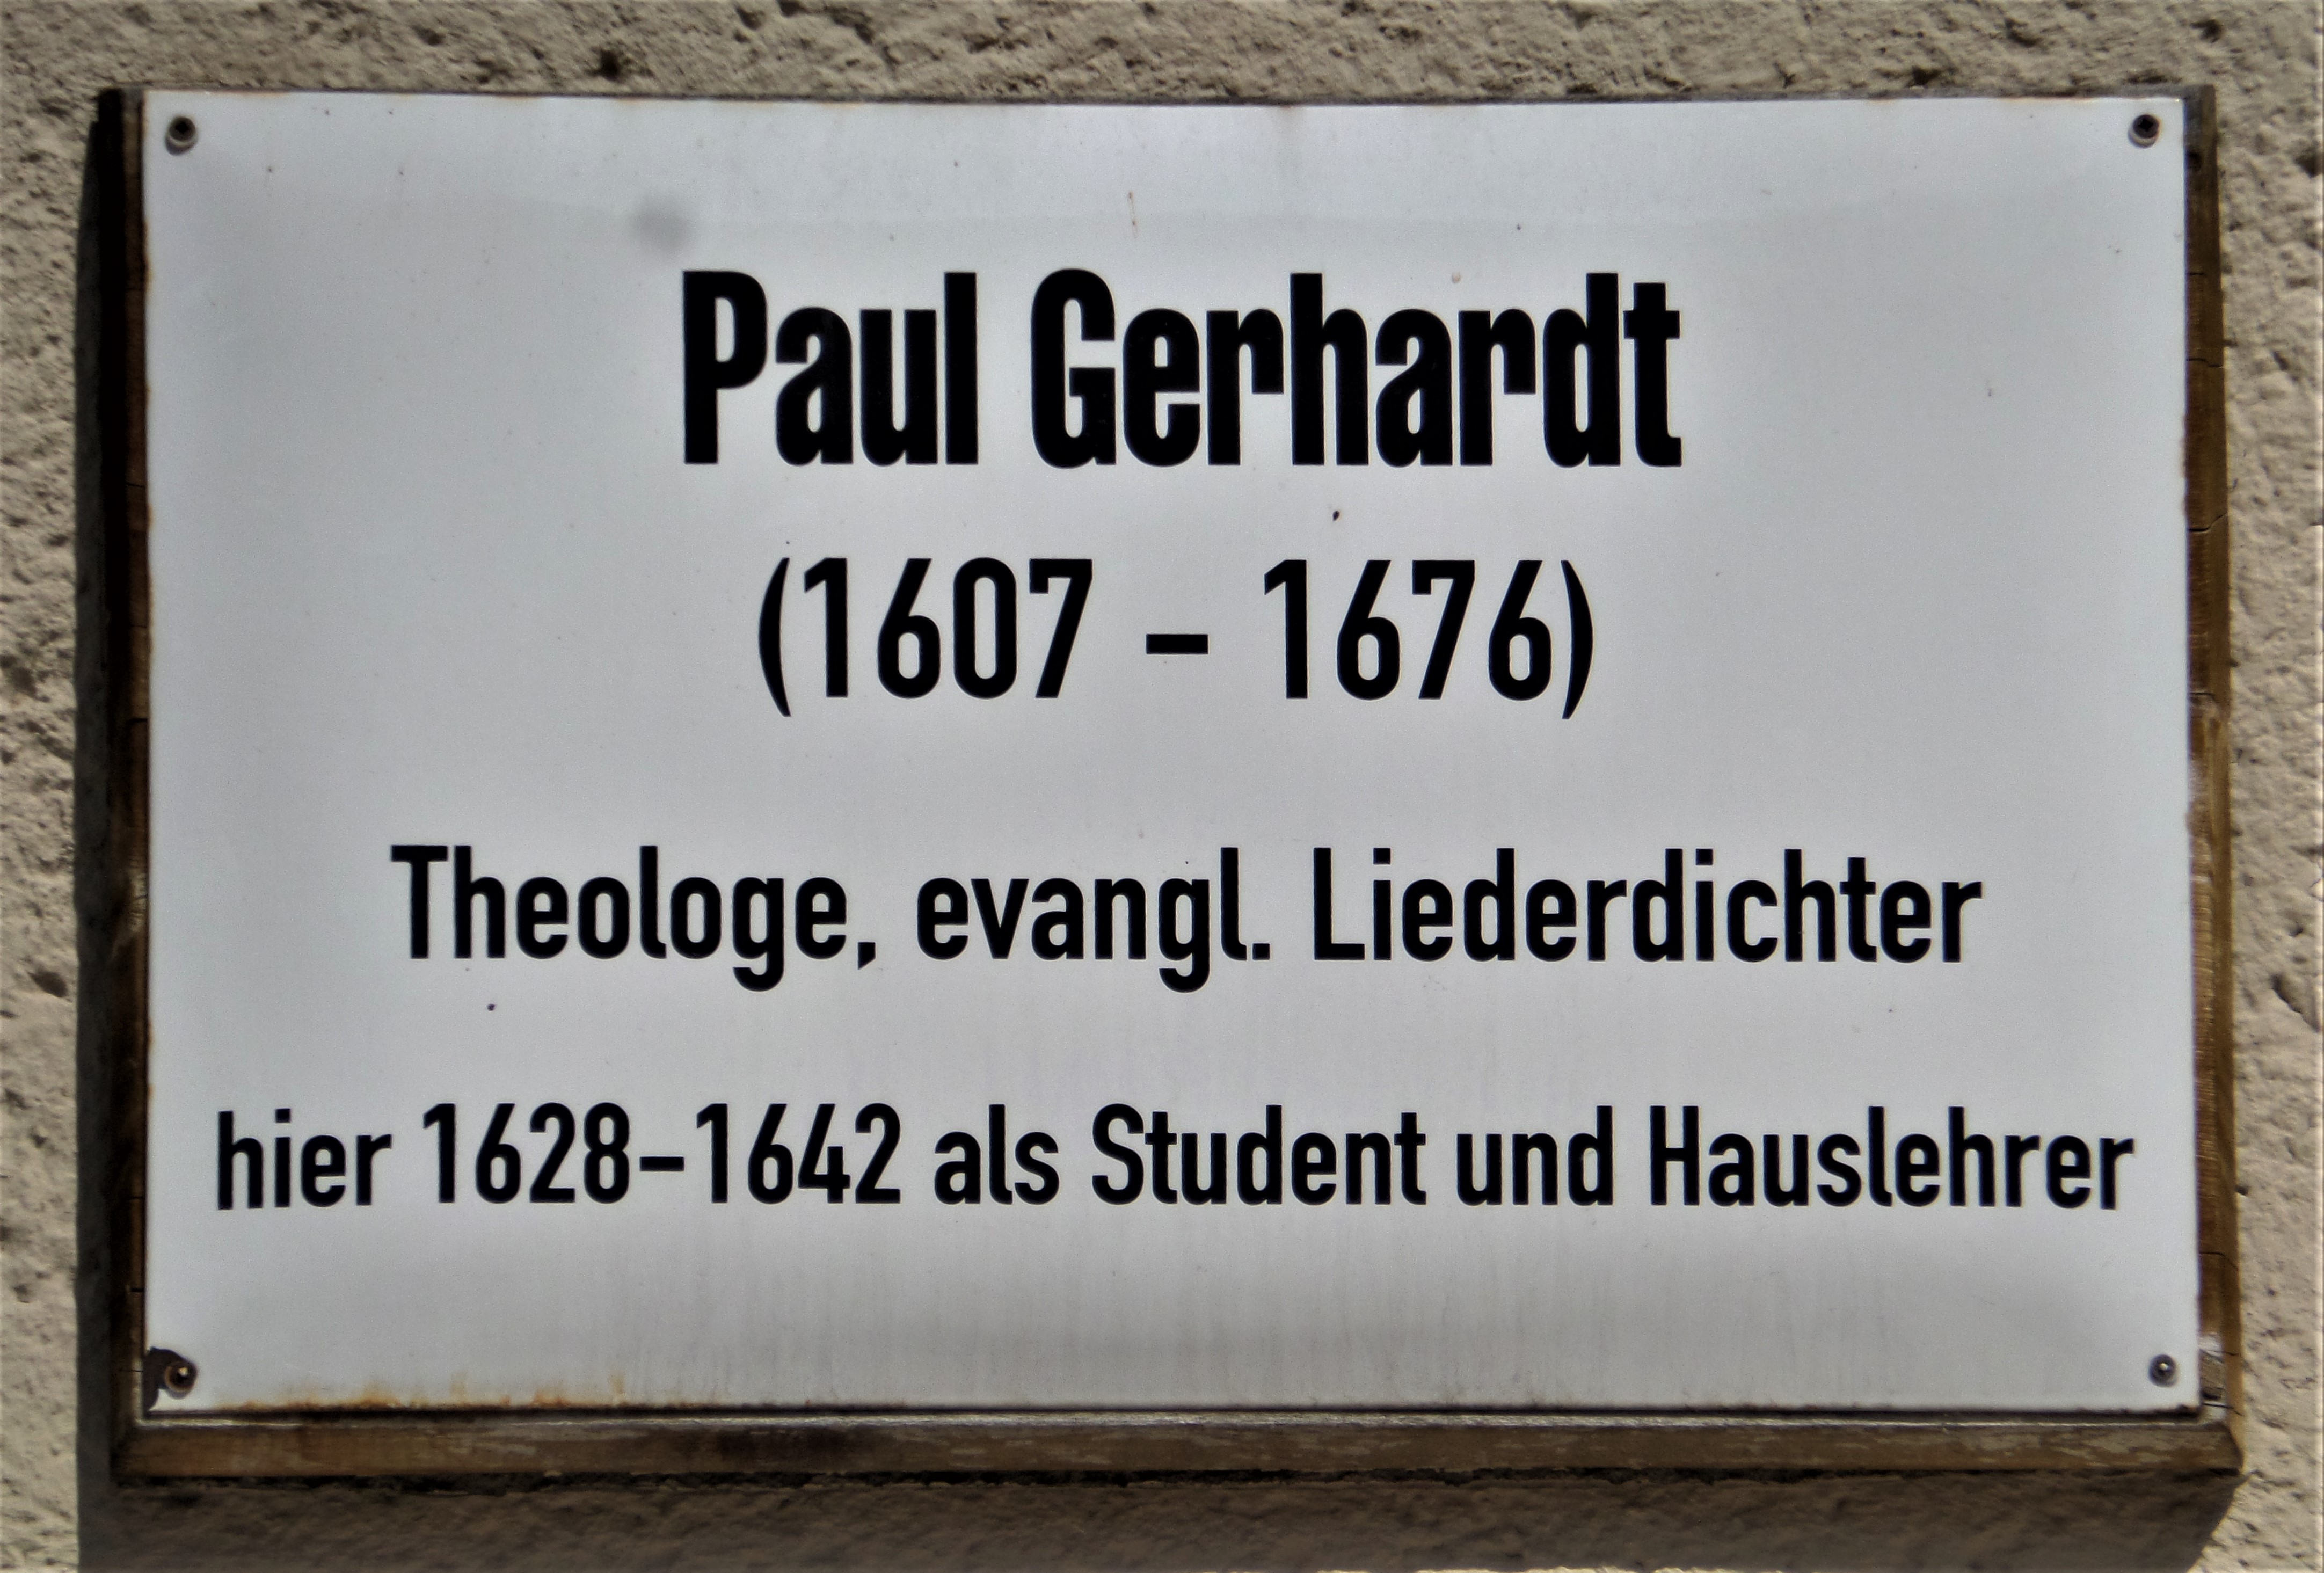 Paul Gerhardt
(1607 – 1676)
Theologe, evangl. Liederdichter
hier 1628–1642 als Student und Hauslehrer